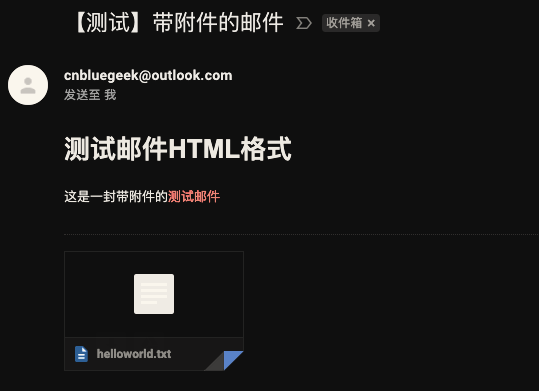 【测试】带附件的邮件 收件箱 ×
cnbluegeek@outlook.com
发送至 我
测试邮件HTML格式
这是一封带附件的测试邮件
helloworld.txt